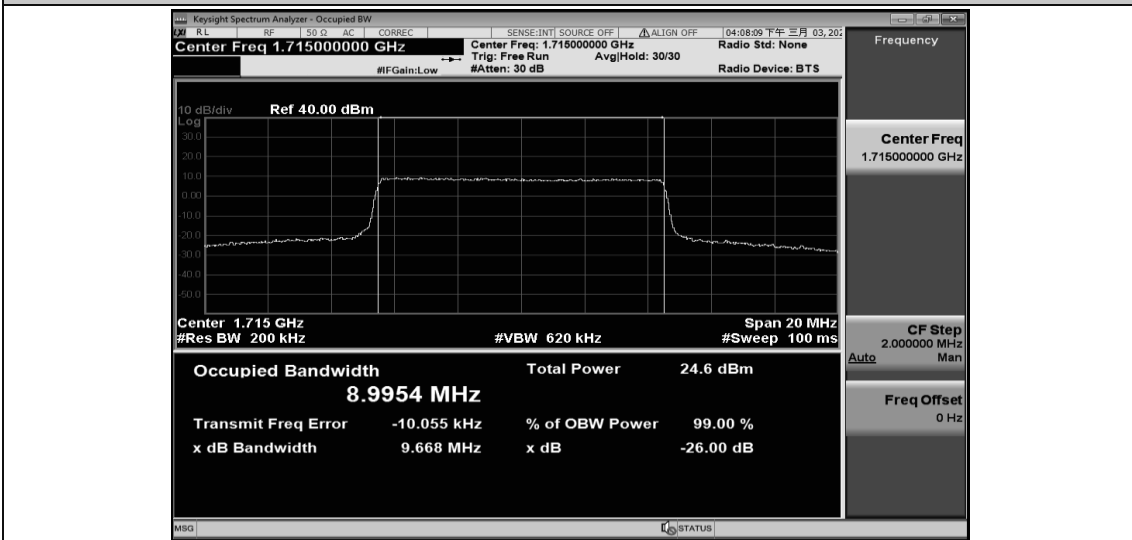 Keysight Spectrum Analyzer - Occupied BW
RL RF 50 Ω AC CORREC SENSE:INT SOURCE OFF ⚠ALIGN OFF 04:08:09 下午 三月 03, 202
Center Freq 1.715000000 GHz
Center Freq: 1.715000000 GHz
Radio Std: None
Trig: Free Run Avg|Hold: 30/30
#IFGain:Low
#Atten: 30 dB
Radio Device: BTS
10 dB/div Ref 40.00 dBm
Log
30.0
20.0
10.0
0.00
-10.0
-20.0
-30.0
-40.0
-50.0
Center 1.715 GHz
Span 20 MHz
#Res BW 200 kHz
#VBW 620 kHz
#Sweep 100 ms
Occupied Bandwidth
8.9954 MHz
Total Power 24.6 dBm
Transmit Freq Error -10.055 kHz
% of OBW Power 99.00 %
x dB Bandwidth 9.668 MHz
x dB -26.00 dB
Frequency
Center Freq
1.715000000 GHz
CF Step
2.000000 MHz
Auto Man
Freq Offset
0 Hz
MSG
STATUS